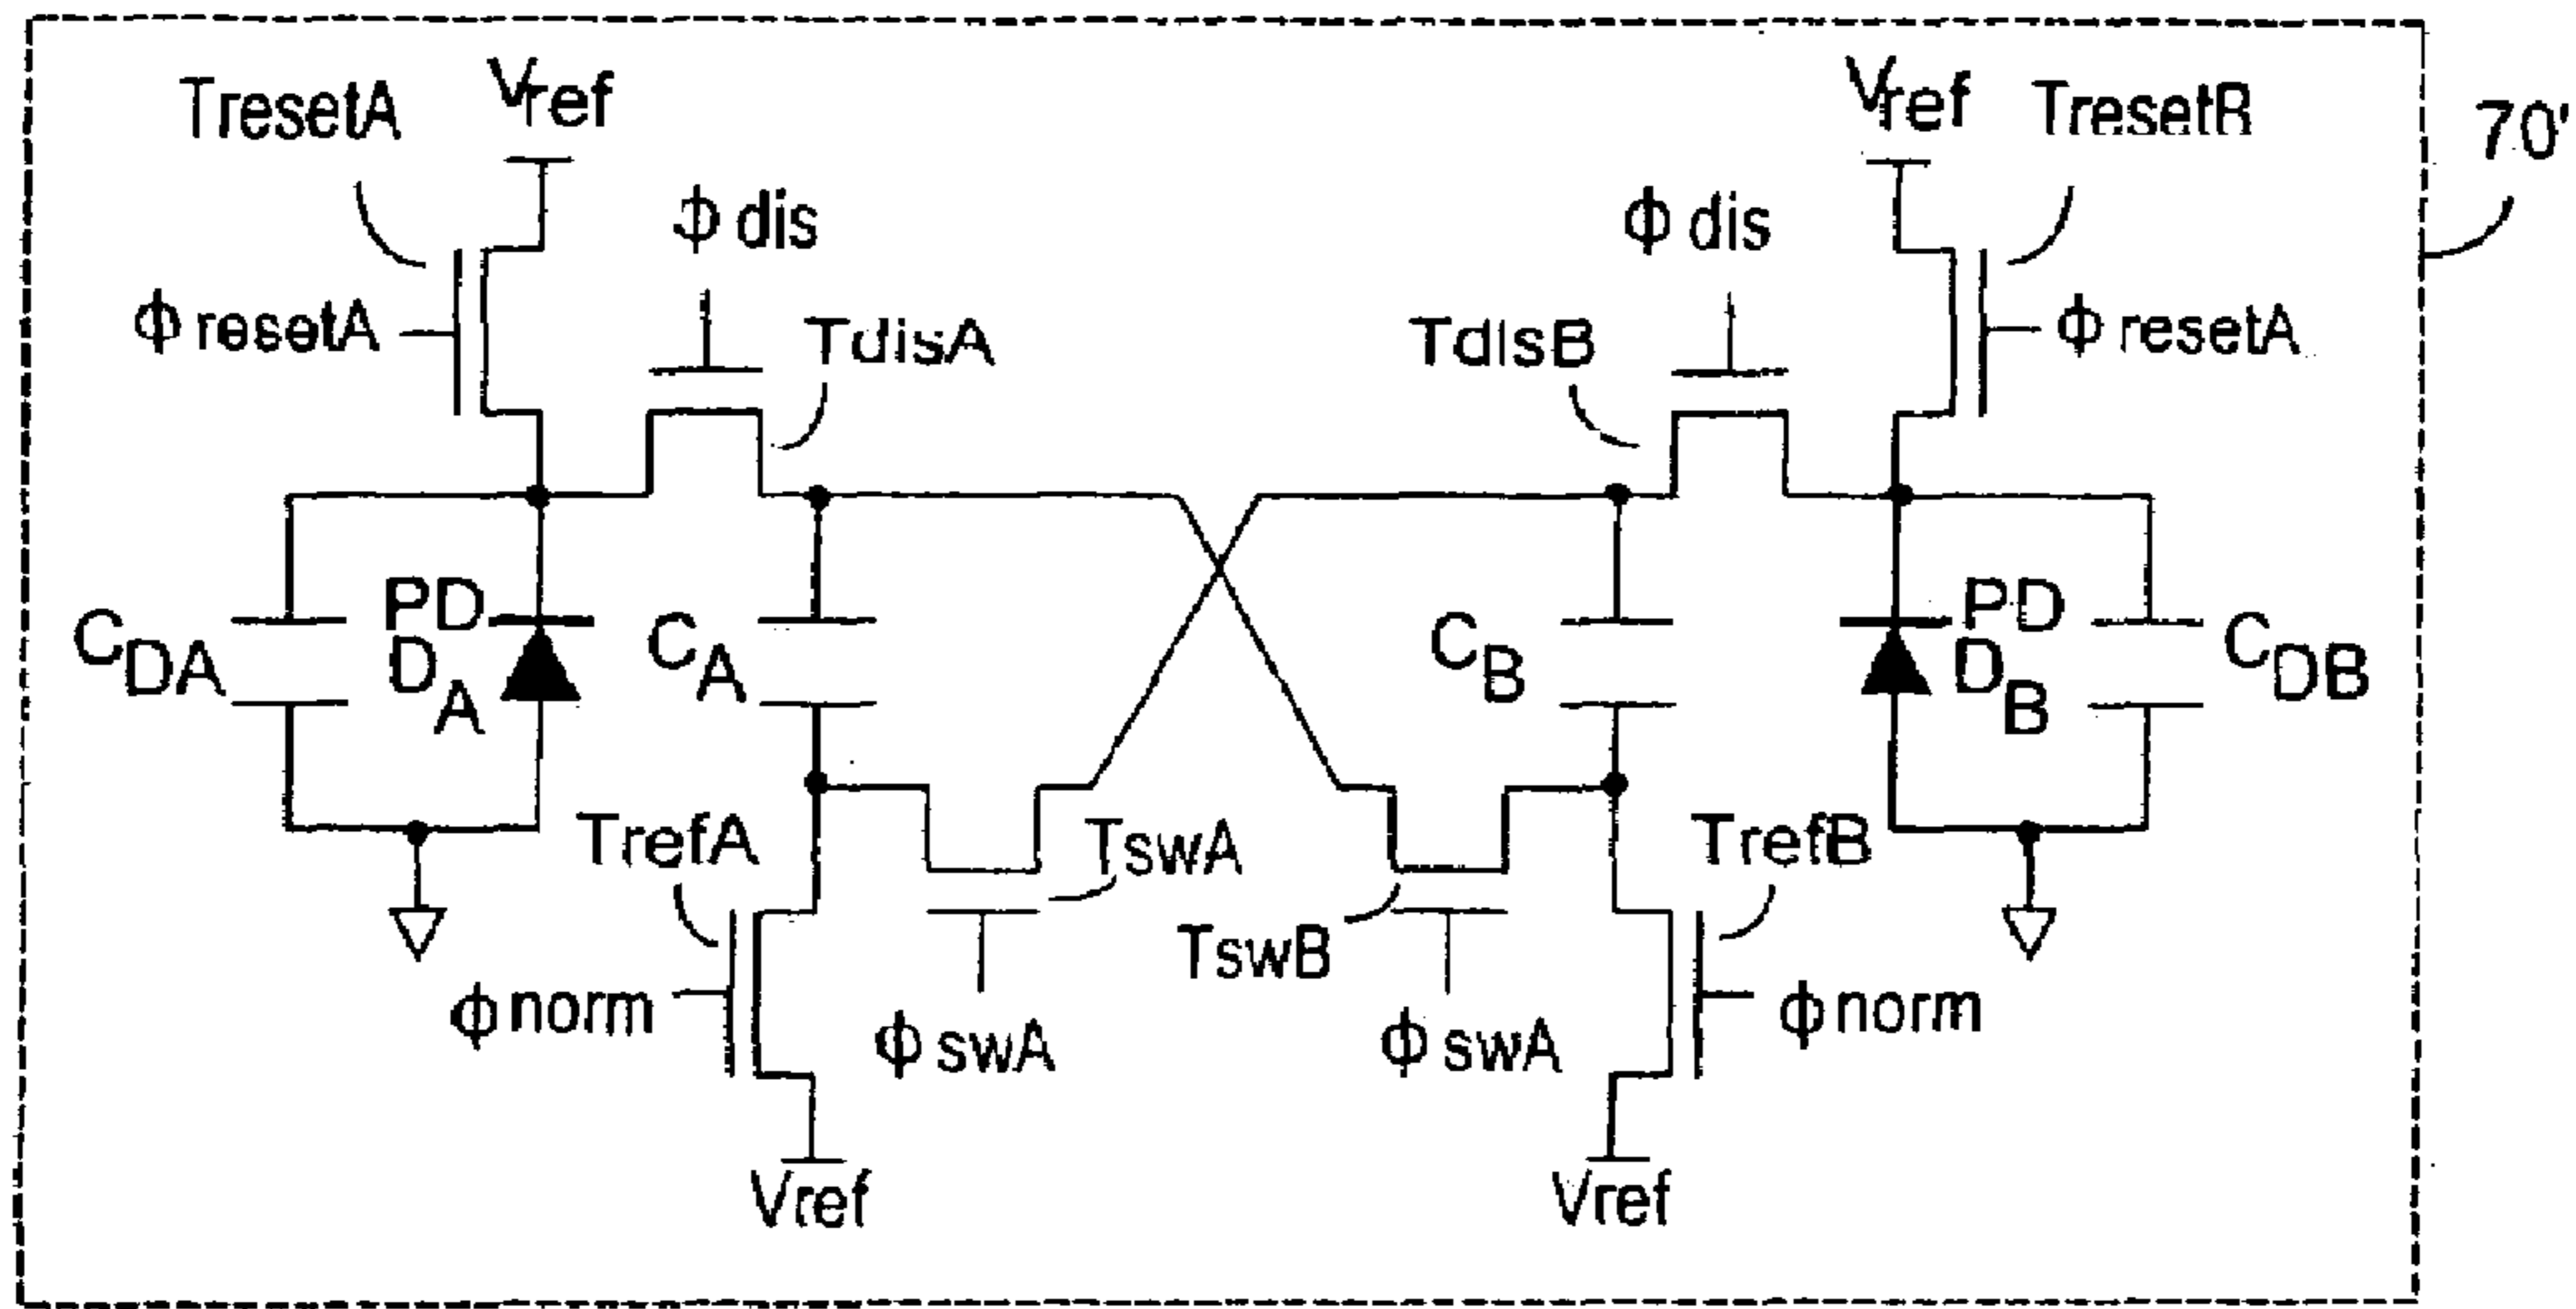 TresetA
Vref
Vref
TresetB
70'
ϕ dis
ϕ dis
ϕ resetA
TdisA
TdisB
ϕ resetA
CDA
PD
DA
CA
CB
PD
DB
CDB
TrefA
TswA
TrefB
TswB
ϕ norm
ϕ swA
ϕ swA
ϕ norm
Vref
Vref